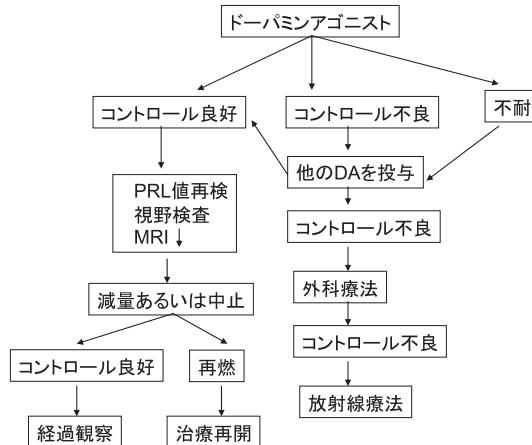 ドーパミンアゴニスト
コントロール良好
コントロール不良
不耐
他のDAを投与
PRL値再検
視野検査
MRI
コントロール不良
減量あるいは中止
外科療法
コントロール不良
コントロール良好
再燃
放射線療法
経過観察
治療再開